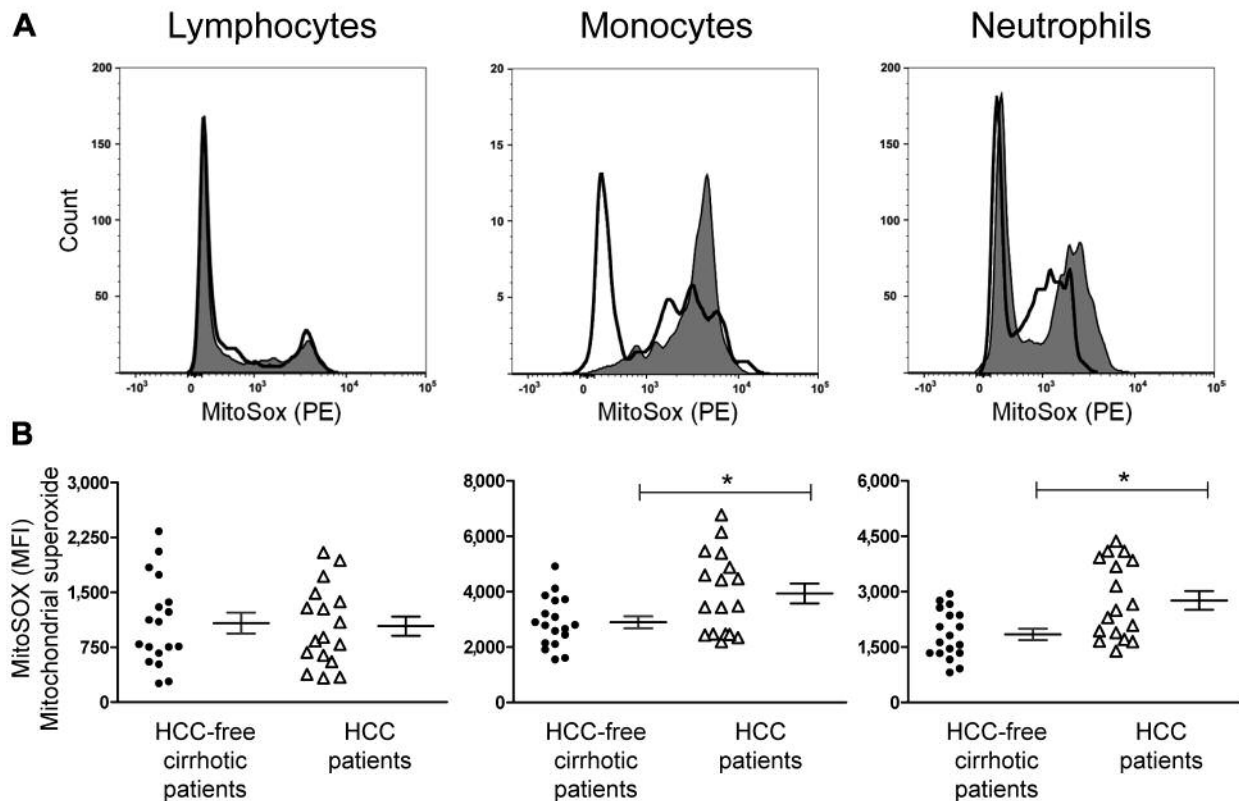 A
Lymphocytes
Monocytes
Neutrophils
Count
200
150
100
50
-10³ 0 10³ 10⁴ 10⁵
MitoSox (PE)
20
15
10
5
-10³ 0 10³ 10⁴ 10⁵
MitoSox (PE)
200
150
100
50
-10³ 0 10³ 10⁴ 10⁵
MitoSox (PE)
B
MitoSOX (MFI)
Mitochondrial superoxide
3,000
2,250
1,500
750
0
HCC-free
cirrhotic
patients
HCC
patients
8,000
6,000
4,000
2,000
0
*
HCC-free
cirrhotic
patients
HCC
patients
6,000
4,500
3,000
1,500
0
*
HCC-free
cirrhotic
patients
HCC
patients